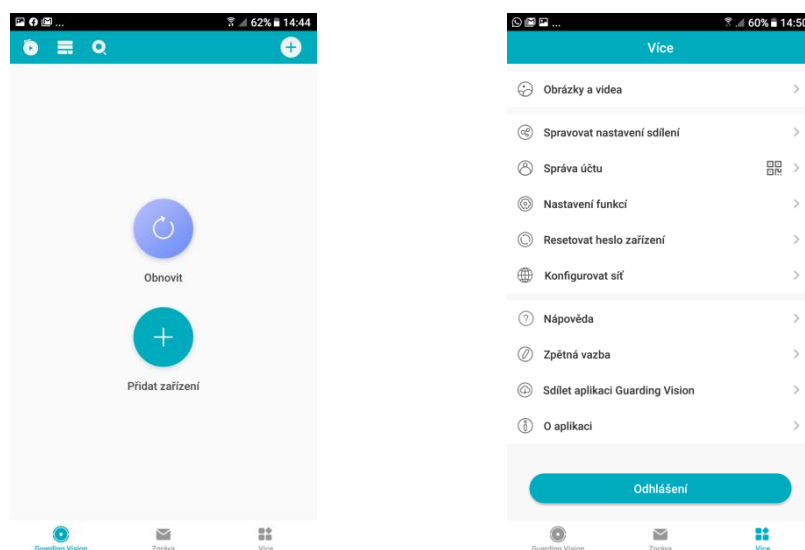 ... 62% 14:44
Obnovit
Přidat zařízení
Guarding Vision Zpráva Více
... 60% 14:50
Více
Obrázky a videa
Spravovat nastavení sdílení
Správa účtu
Nastavení funkcí
Resetovat heslo zařízení
Konfigurovat síť
Nápověda
Zpětná vazba
Sdílet aplikaci Guarding Vision
O aplikaci
Odhlášení
Guarding Vision Zpráva Více